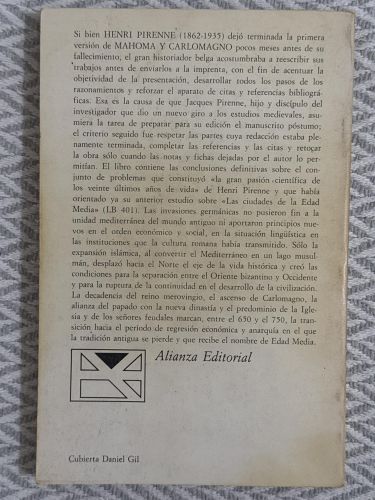 Si bien HENRI PIRENNE (1862-1935) dejó terminada la primera
versión de MAHOMA Y CARLOMAGNO pocos meses antes de su
fallecimiento, el gran historiador belga acostumbraba a reescribir sus
trabajos antes de enviarlos a la imprenta, con el fin de acentuar la
objetividad de la presentación, desarrollar todos los pasos de los
razonamientos y reforzar el aparato de citas y referencias bibliográ-
ficas. Esa es la causa de que Jacques Pirenne, hijo y discípulo del
investigador que dio un nuevo giro a los estudios medievales, asu-
miera la tarea de preparar para su edición el manuscrito póstumo;
el criterio seguido fue respetar las partes cuya redacción estaba ple-
namente terminada, completar las referencias y las citas y retocar
la obra sólo cuando las notas y fichas dejadas por el autor lo per-
mitían. El libro contiene las conclusiones definitivas sobre el con-
junto de problemas que constituyó «la gran pasión científica de
los veinte últimos años de vida» de Henri Pirenne y que había
orientado ya su anterior estudio sobre «Las ciudades de la Edad
Media» (LB 401). Las invasiones germánicas no pusieron fin a la
unidad mediterránea del mundo antiguo ni aportaron principios nue-
vos en el orden económico y social, en la situación lingüística o en
las instituciones que la cultura romana había transmitido. Sólo la
expansión islámica, al convertir el Mediterráneo en un lago musul-
mán, desplazó hacia el Norte el eje de la vida histórica y creó las
condiciones para la separación entre el Oriente bizantino y Occidente
y para la ruptura de la continuidad en el desarrollo de la civilización.
La decadencia del reino merovingio, el ascenso de Carlomagno, la
alianza del papado con la nueva dinastía y el predominio de la Igle-
sia y de los señores feudales marcan, entre el 650 y el 750, la tran-
sición hacia el período de regresión económica y anarquía en el que
la tradición antigua se pierde y que recibe el nombre de Edad Media.
Alianza Editorial
Cubierta Daniel Gil